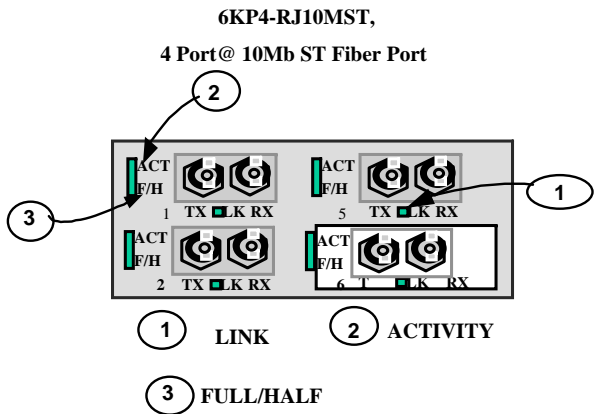 6KP4-RJ10MST,
4 Port@ 10Mb ST Fiber Port
2
ACT
F/H
1 TX LK RX
ACT
F/H
5 TX LK RX
1
3
ACT
F/H
2 TX LK RX
ACT
F/H
6 T LK RX
1 LINK
2 ACTIVITY
3 FULL/HALF